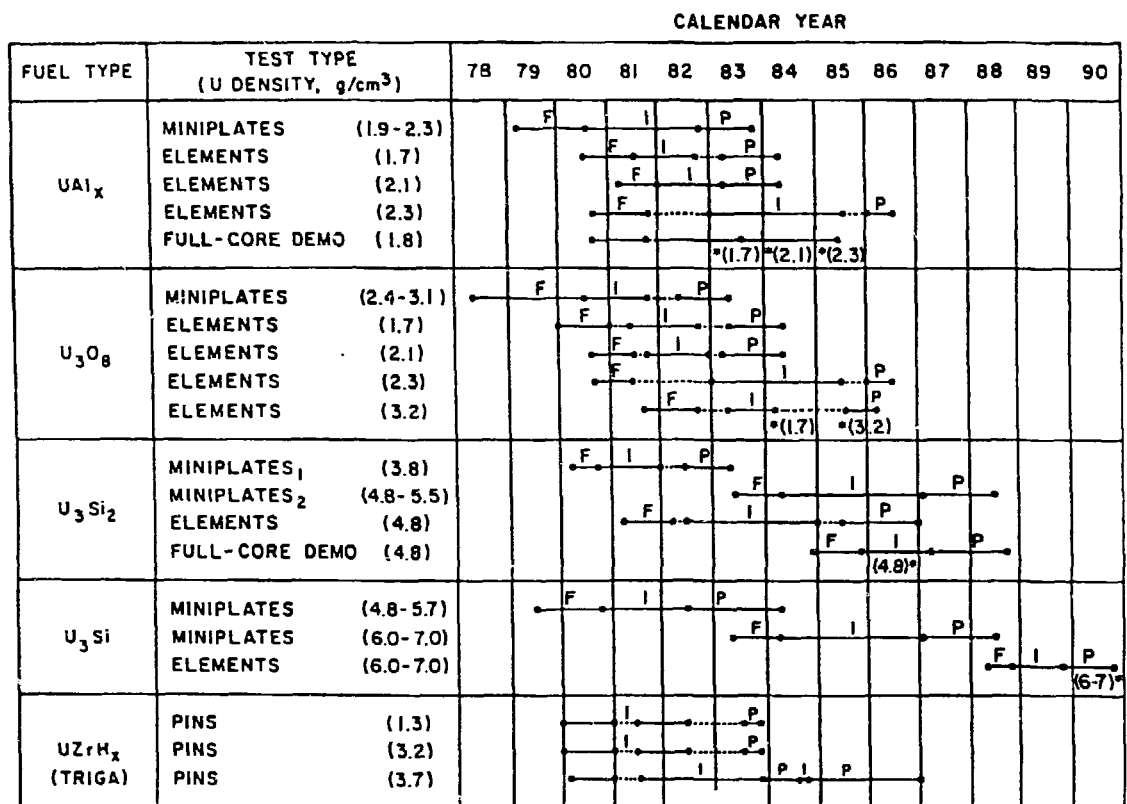 CALENDAR YEAR
FUEL TYPE TEST TYPE 78 79 80 81 82 83 84 85 86 87 88 89 90
(U DENSITY, g/cm³)
F I P
MINIPLATES (1.9-2.3)
ELEMENTS (1.7) F I P
UAlₓ ELEMENTS (2.1) F I P
ELEMENTS (2.3) F I P
FULL-CORE DEMO (1.8)
*(1.7) *(2.1) *(2.3)
MINIPLATES (2.4-3.1) F I P
ELEMENTS (1.7) F I P
U₃O₈ ELEMENTS (2.1) F I P
ELEMENTS (2.3) F I P
ELEMENTS (3.2) F I P
*(1.7) *(3.2)
MINIPLATES₁ (3.8) F I P
U₃Si₂ MINIPLATES₂ (4.8-5.5) F I P
ELEMENTS (4.8) F I P
FULL-CORE DEMO (4.8) F I P
(4.8)*
MINIPLATES (4.8-5.7) F I P
U₃Si MINIPLATES (6.0-7.0) F I P
ELEMENTS (6.0-7.0) F I P
(6-7)*
PINS (1.3) I P
UZrHₓ PINS (3.2) I P
(TRIGA) PINS (3.7) I P I P